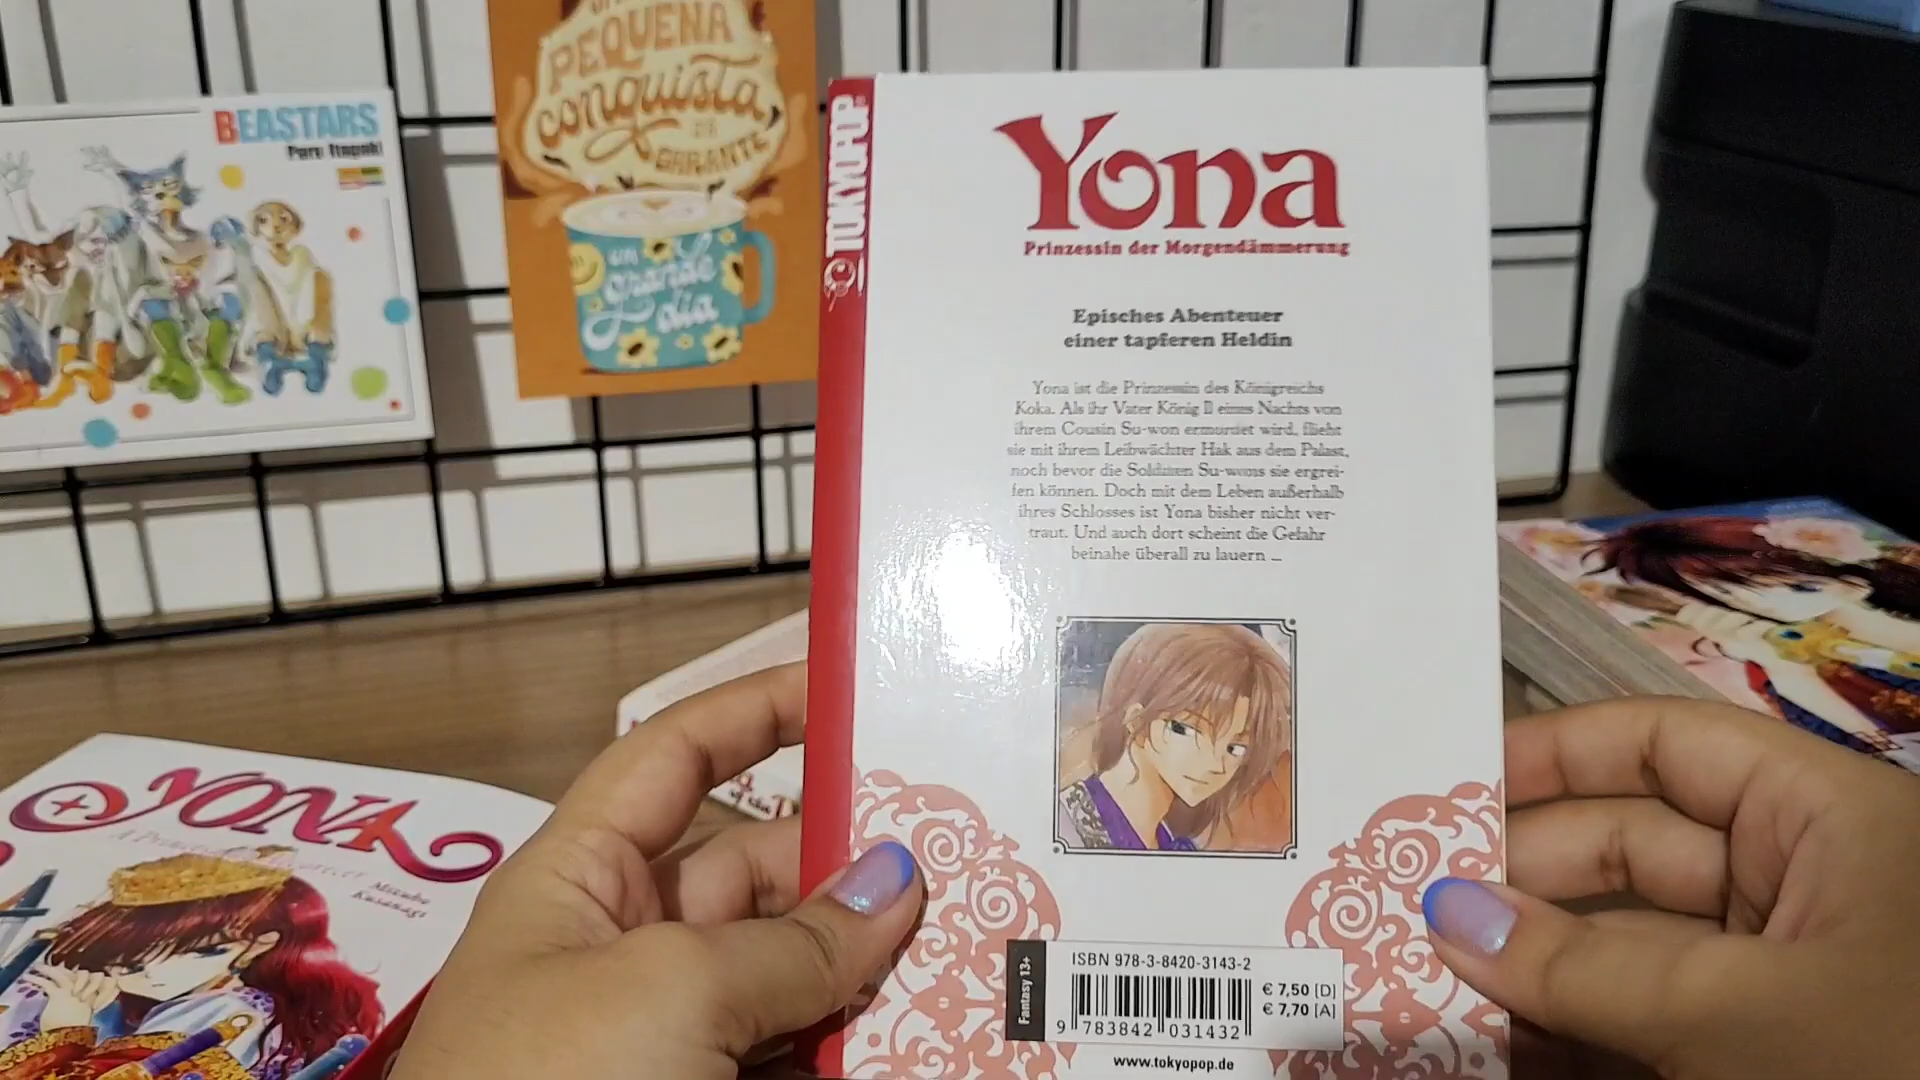 BEASTARS
Paru Itagaki
PEQUENA
conquista
GARANTE
um
grande
dia
TOKYOPOP
Yona
Prinzessin der Morgendämmerung
Episches Abenteuer
einer tapferen Heldin
Yona ist die Prinzessin des Königreichs
Koka. Als ihr Vater König Il eines Nachts von
ihrem Cousin Su-won ermordet wird, flieht
sie mit ihrem Leibwächter Hak aus dem Palast,
noch bevor die Soldaten Su-wons sie ergrei-
fen können. Doch mit dem Leben außerhalb
ihres Schlosses ist Yona bisher nicht ver-
traut. Und auch dort scheint die Gefahr
beinahe überall zu lauern ...
YONA
Mizuho
Kusanagi
Fantasy 13+
ISBN 978-3-8420-3143-2
€ 7,50 [D]
€ 7,70 [A]
9 783842 031432
www.tokyopop.de